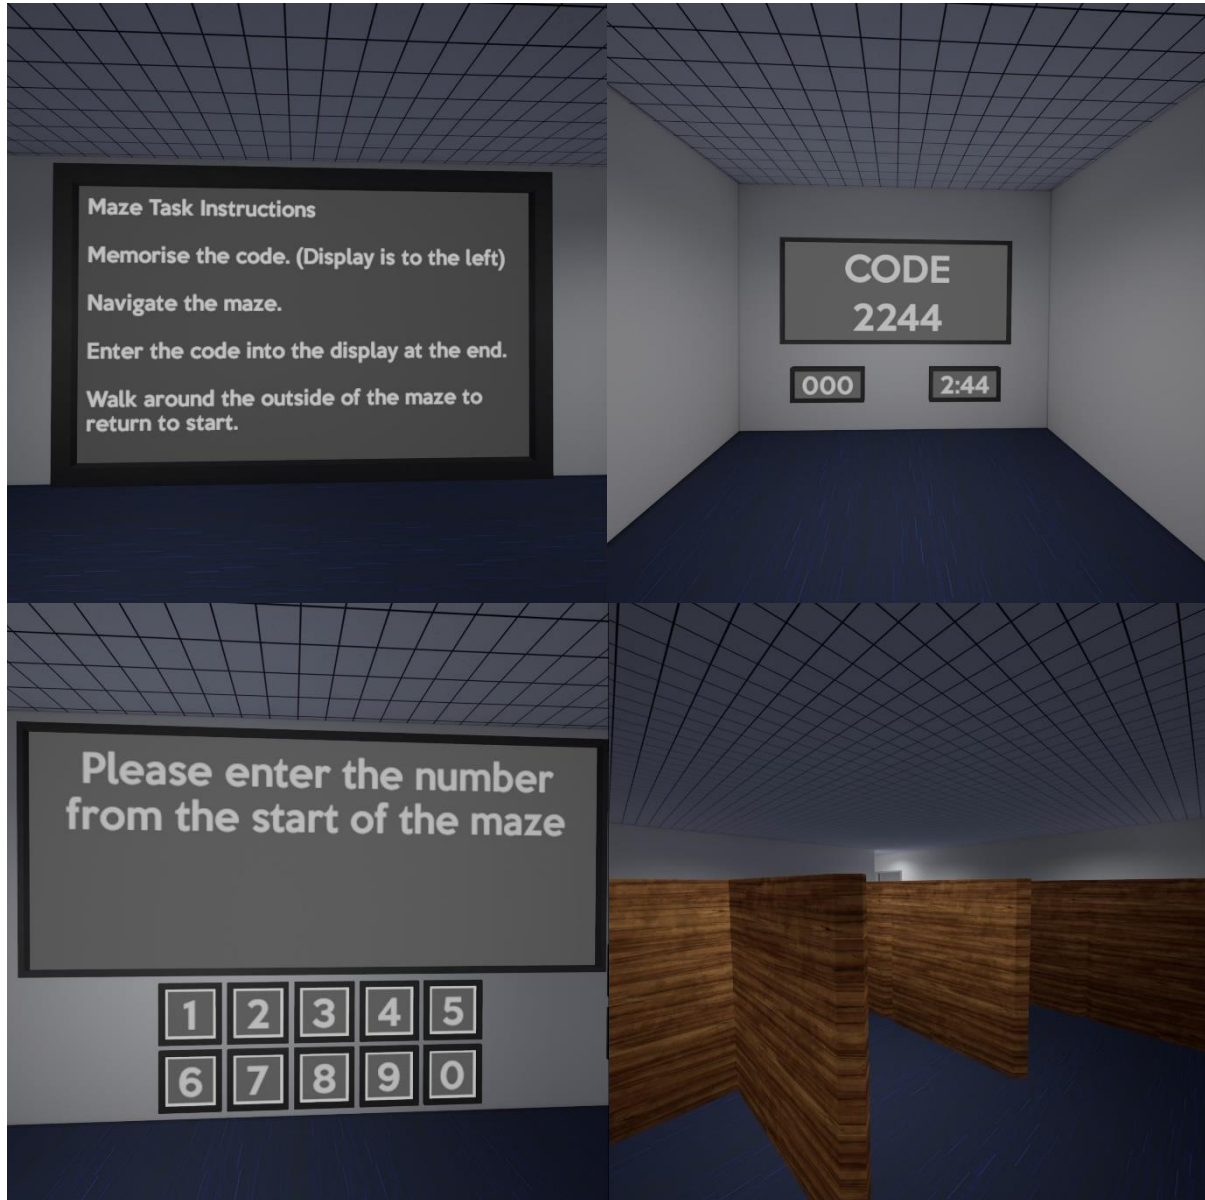 Maze Task Instructions
Memorise the code. (Display is to the left)
Navigate the maze.
Enter the code into the display at the end.
Walk around the outside of the maze to
return to start.
CODE
2244
000
2:44
Please enter the number
from the start of the maze
1 2 3 4 5
6 7 8 9 0